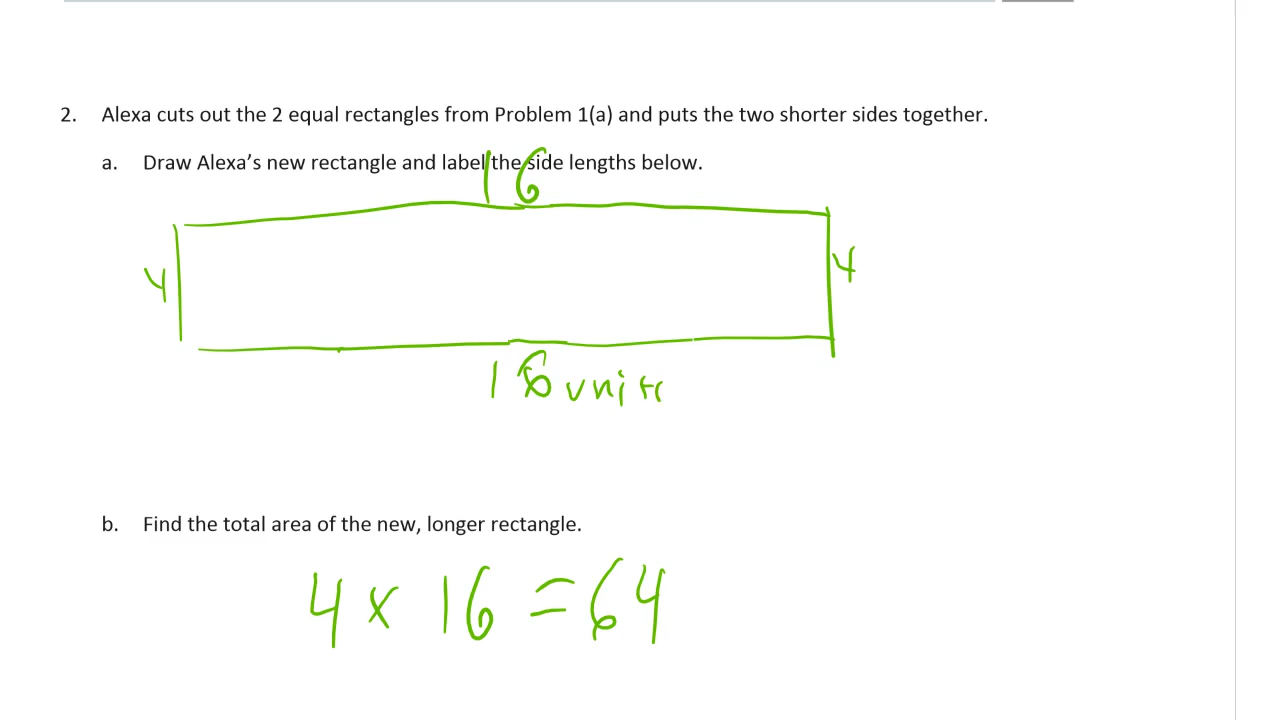 2. Alexa cuts out the 2 equal rectangles from Problem 1(a) and puts the two shorter sides together.
a. Draw Alexa's new rectangle and label the side lengths below.
16
4
4
16 units
b. Find the total area of the new, longer rectangle.
4 x 16 = 64